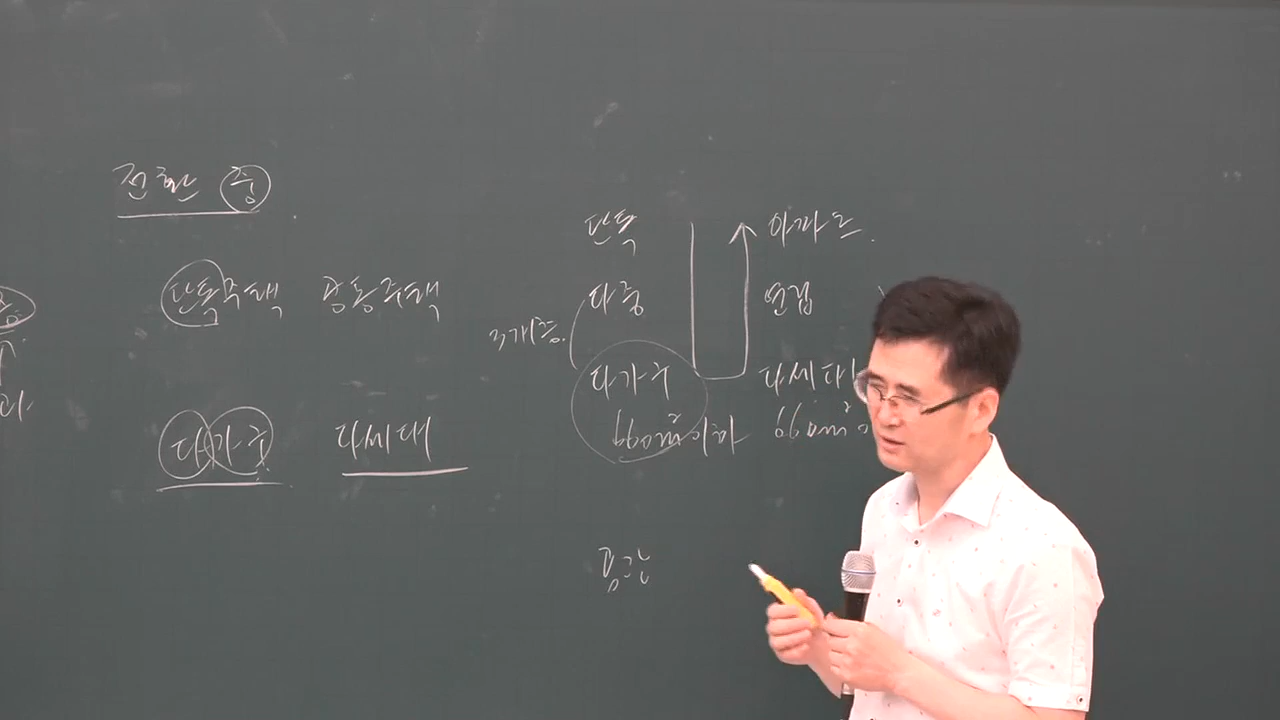 전환 중
단독주택 공동주택
다가구 다세대
단독 아파트
다중 연립
3개층
다가구 다세대
660㎡이하 660㎡